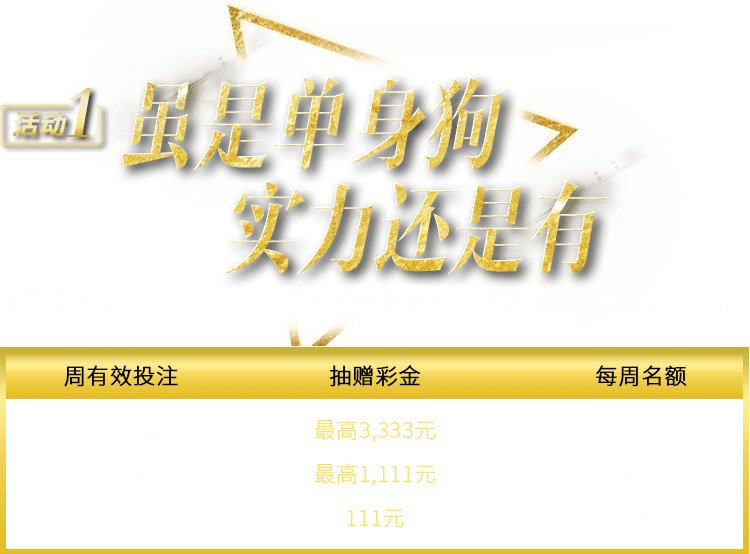 活动1
虽是单身狗
实力还是有
周有效投注 抽赠彩金 每周名额
最高3,333元
最高1,111元
111元